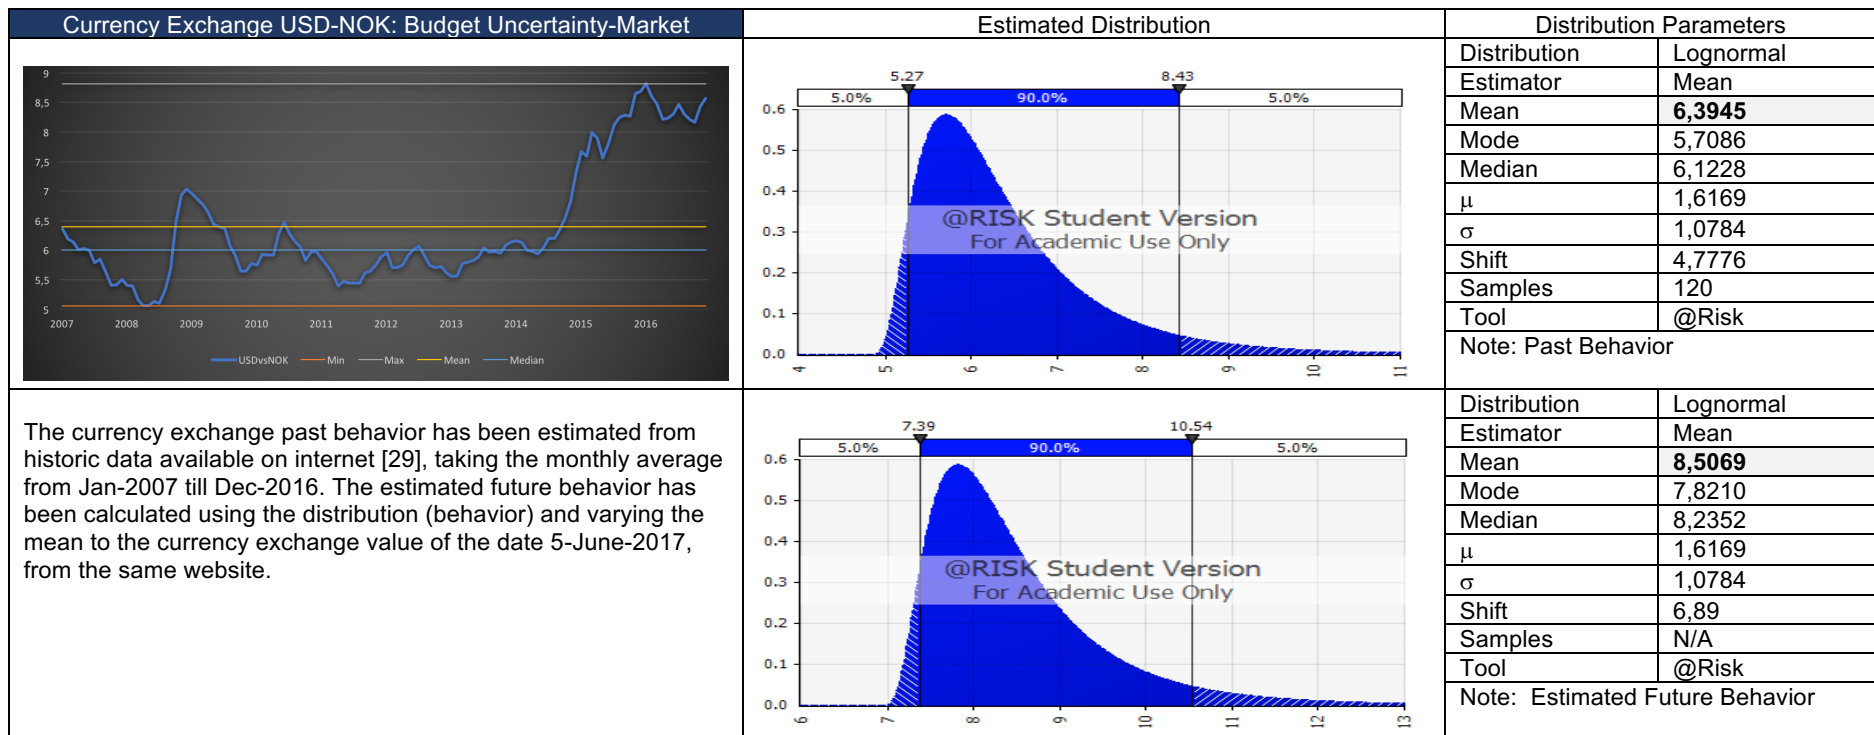 Currency Exchange USD-NOK: Budget Uncertainty-Market
Estimated Distribution
Distribution Parameters
9
8,5
8
7,5
7
6,5
6
5,5
5
2007 2008 2009 2010 2011 2012 2013 2014 2015 2016
USDvsNOK Min Max Mean Median
5.27 8.43
5.0% 90.0% 5.0%
0.6
0.5
0.4
0.3
0.2
0.1
0.0
@RISK Student Version
For Academic Use Only
4 5 6 7 8 9 10 11
Distribution Lognormal
Estimator Mean
Mean 6,3945
Mode 5,7086
Median 6,1228
μ 1,6169
σ 1,0784
Shift 4,7776
Samples 120
Tool @Risk
Note: Past Behavior
The currency exchange past behavior has been estimated from
historic data available on internet [29], taking the monthly average
from Jan-2007 till Dec-2016. The estimated future behavior has
been calculated using the distribution (behavior) and varying the
mean to the currency exchange value of the date 5-June-2017,
from the same website.
7.39 10.54
5.0% 90.0% 5.0%
0.6
0.5
0.4
0.3
0.2
0.1
0.0
@RISK Student Version
For Academic Use Only
6 7 8 9 10 11 12 13
Distribution Lognormal
Estimator Mean
Mean 8,5069
Mode 7,8210
Median 8,2352
μ 1,6169
σ 1,0784
Shift 6,89
Samples N/A
Tool @Risk
Note: Estimated Future Behavior